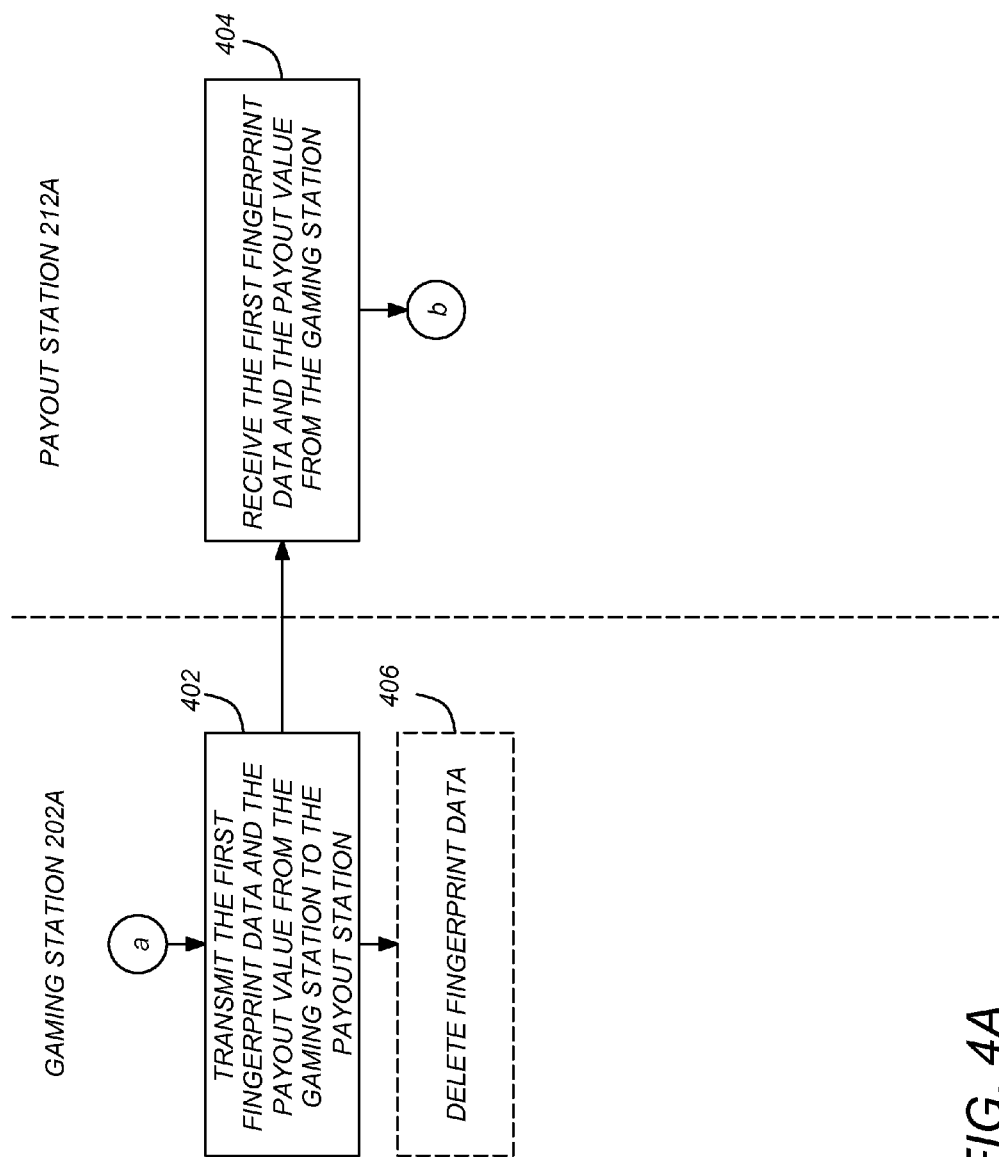 GAMING STATION 202A
PAYOUT STATION 212A
a
402
TRANSMIT THE FIRST
FINGERPRINT DATA AND THE
PAYOUT VALUE FROM THE
GAMING STATION TO THE
PAYOUT STATION
404
RECEIVE THE FIRST FINGERPRINT
DATA AND THE PAYOUT VALUE
FROM THE GAMING STATION
b
406
DELETE FINGERPRINT DATA
FIG. 4A